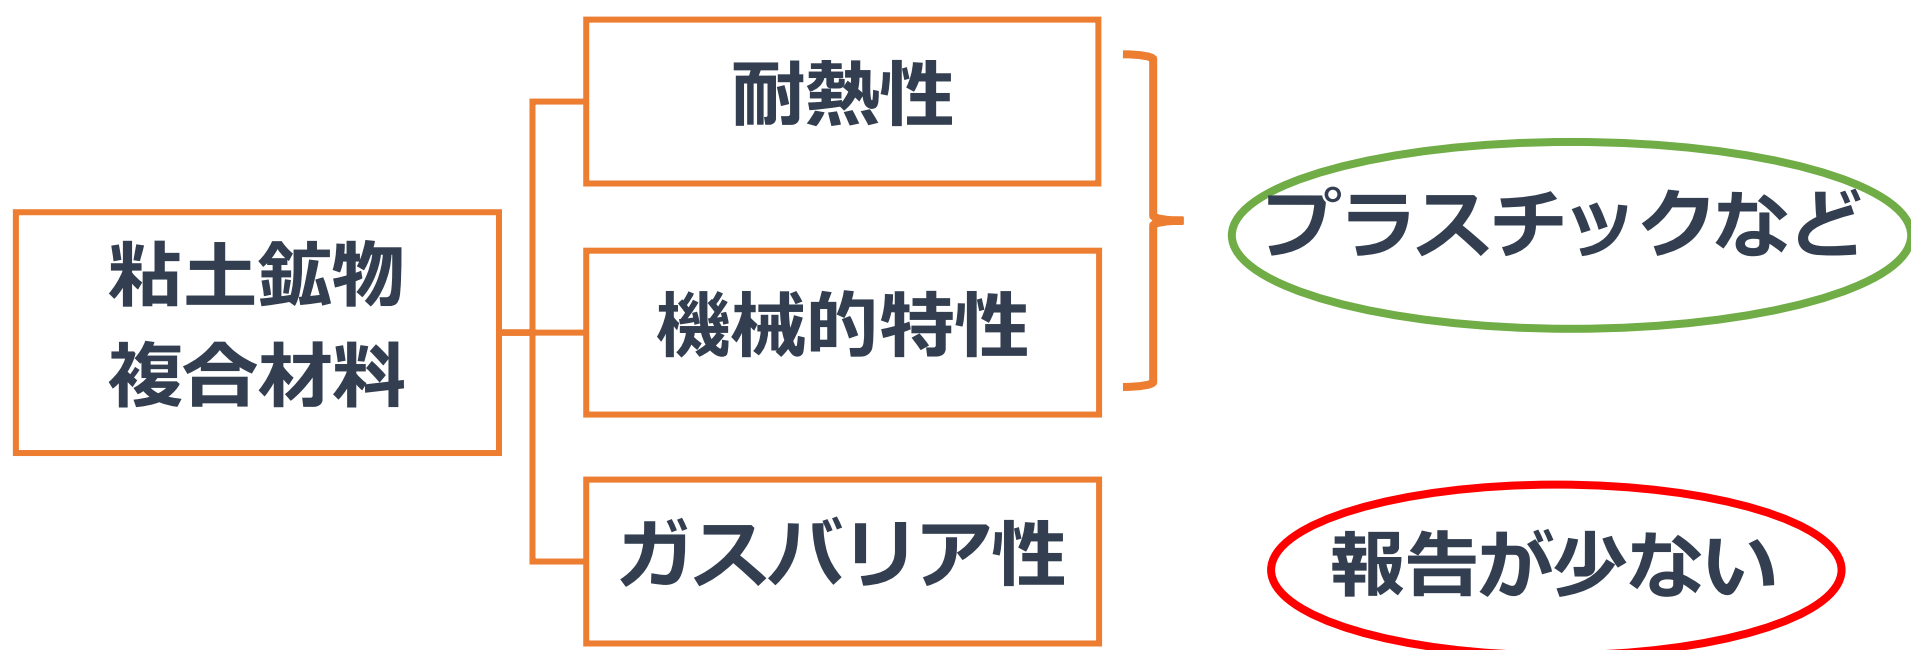 粘土鉱物
複合材料
耐熱性
機械的特性
ガスバリア性
プラスチックなど
報告が少ない